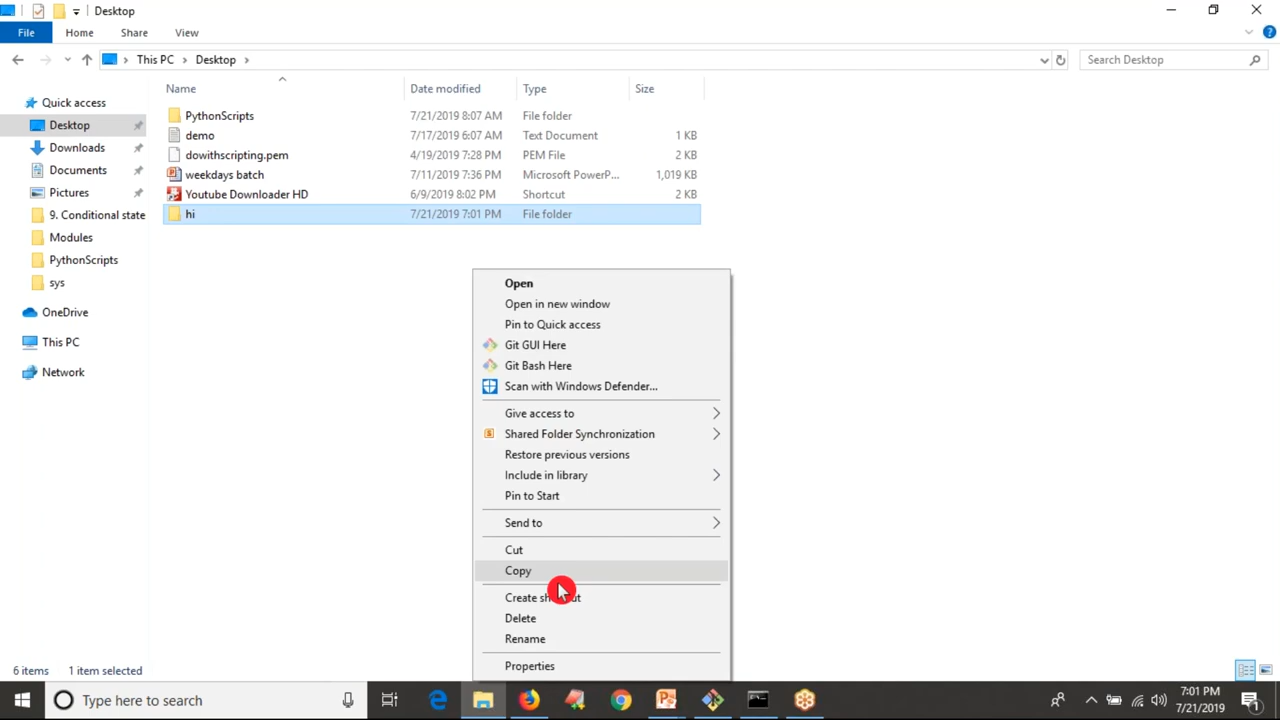 Desktop
File Home Share View
This PC Desktop Search Desktop
Name Date modified Type Size
Quick access
Desktop
Downloads
Documents
Pictures
9. Conditional state
Modules
PythonScripts
sys
OneDrive
This PC
Network
PythonScripts 7/21/2019 8:07 AM File folder
demo 7/17/2019 6:07 AM Text Document 1 KB
dowithscripting.pem 4/19/2019 7:28 PM PEM File 2 KB
weekdays batch 7/11/2019 7:36 PM Microsoft PowerP... 1,019 KB
Youtube Downloader HD 6/9/2019 8:02 PM Shortcut 2 KB
hi 7/21/2019 7:01 PM File folder
Open
Open in new window
Pin to Quick access
Git GUI Here
Git Bash Here
Scan with Windows Defender...
Give access to
Shared Folder Synchronization
Restore previous versions
Include in library
Pin to Start
Send to
Cut
Copy
Create
Delete
Rename
Properties
6 items 1 item selected
Type here to search
7:01 PM
7/21/2019
1